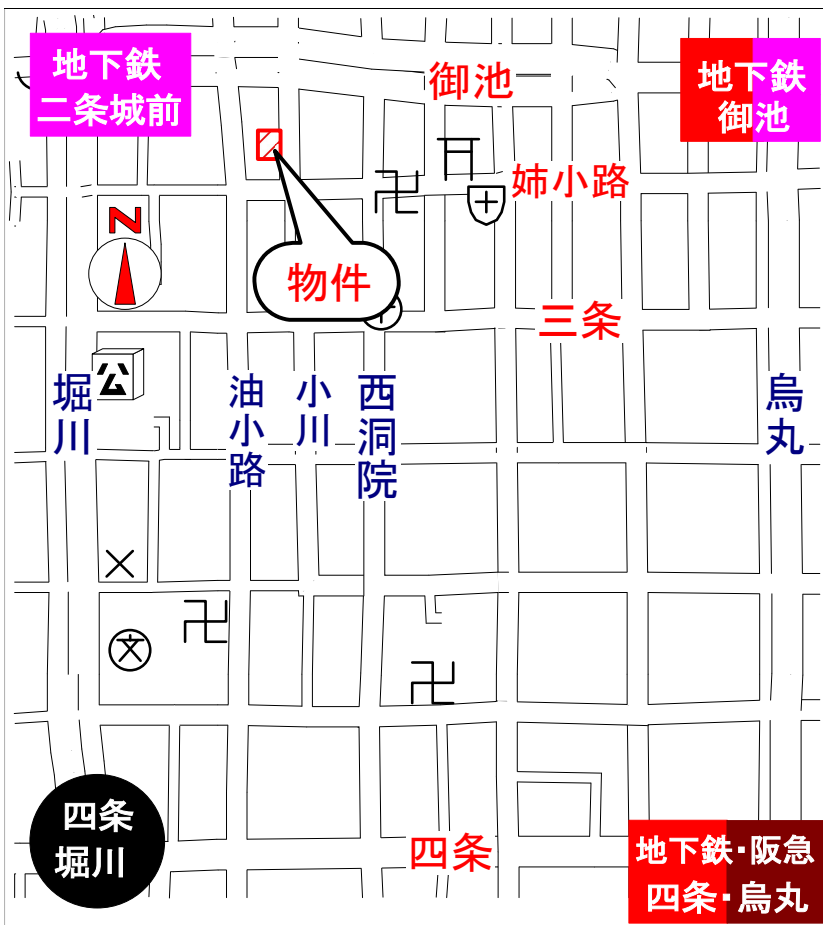 地下鉄
二条城前
御池
地下鉄
御池
姉小路
N
物件
三条
公
堀川
油小路
小川
西洞院
烏丸
文
四条
堀川
四条
地下鉄・阪急
四条・烏丸